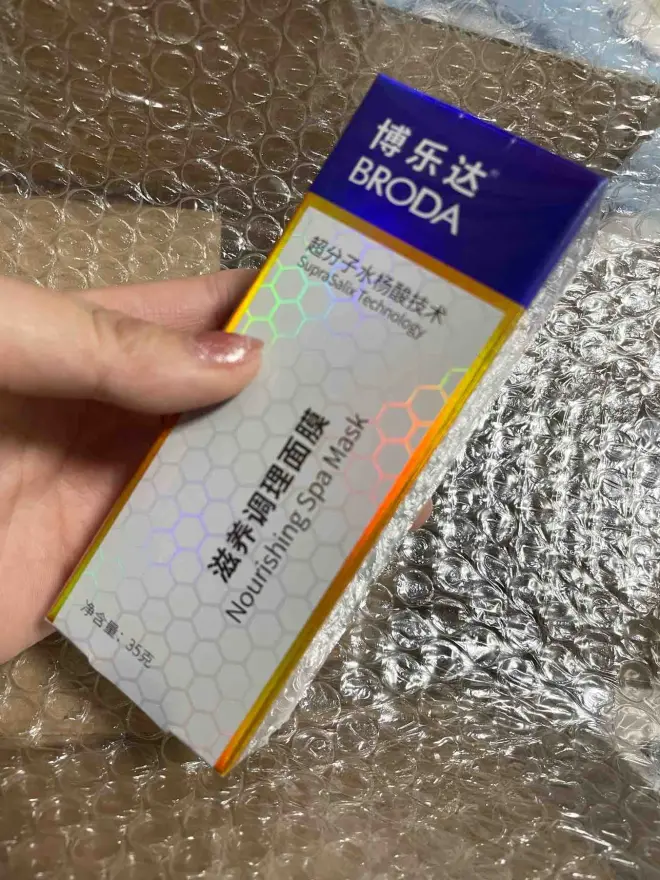 博乐达®
BRODA
超分子水杨酸技术
SupraSalis Technology
滋养调理面膜
Nourishing Spa Mask
净含量：35克